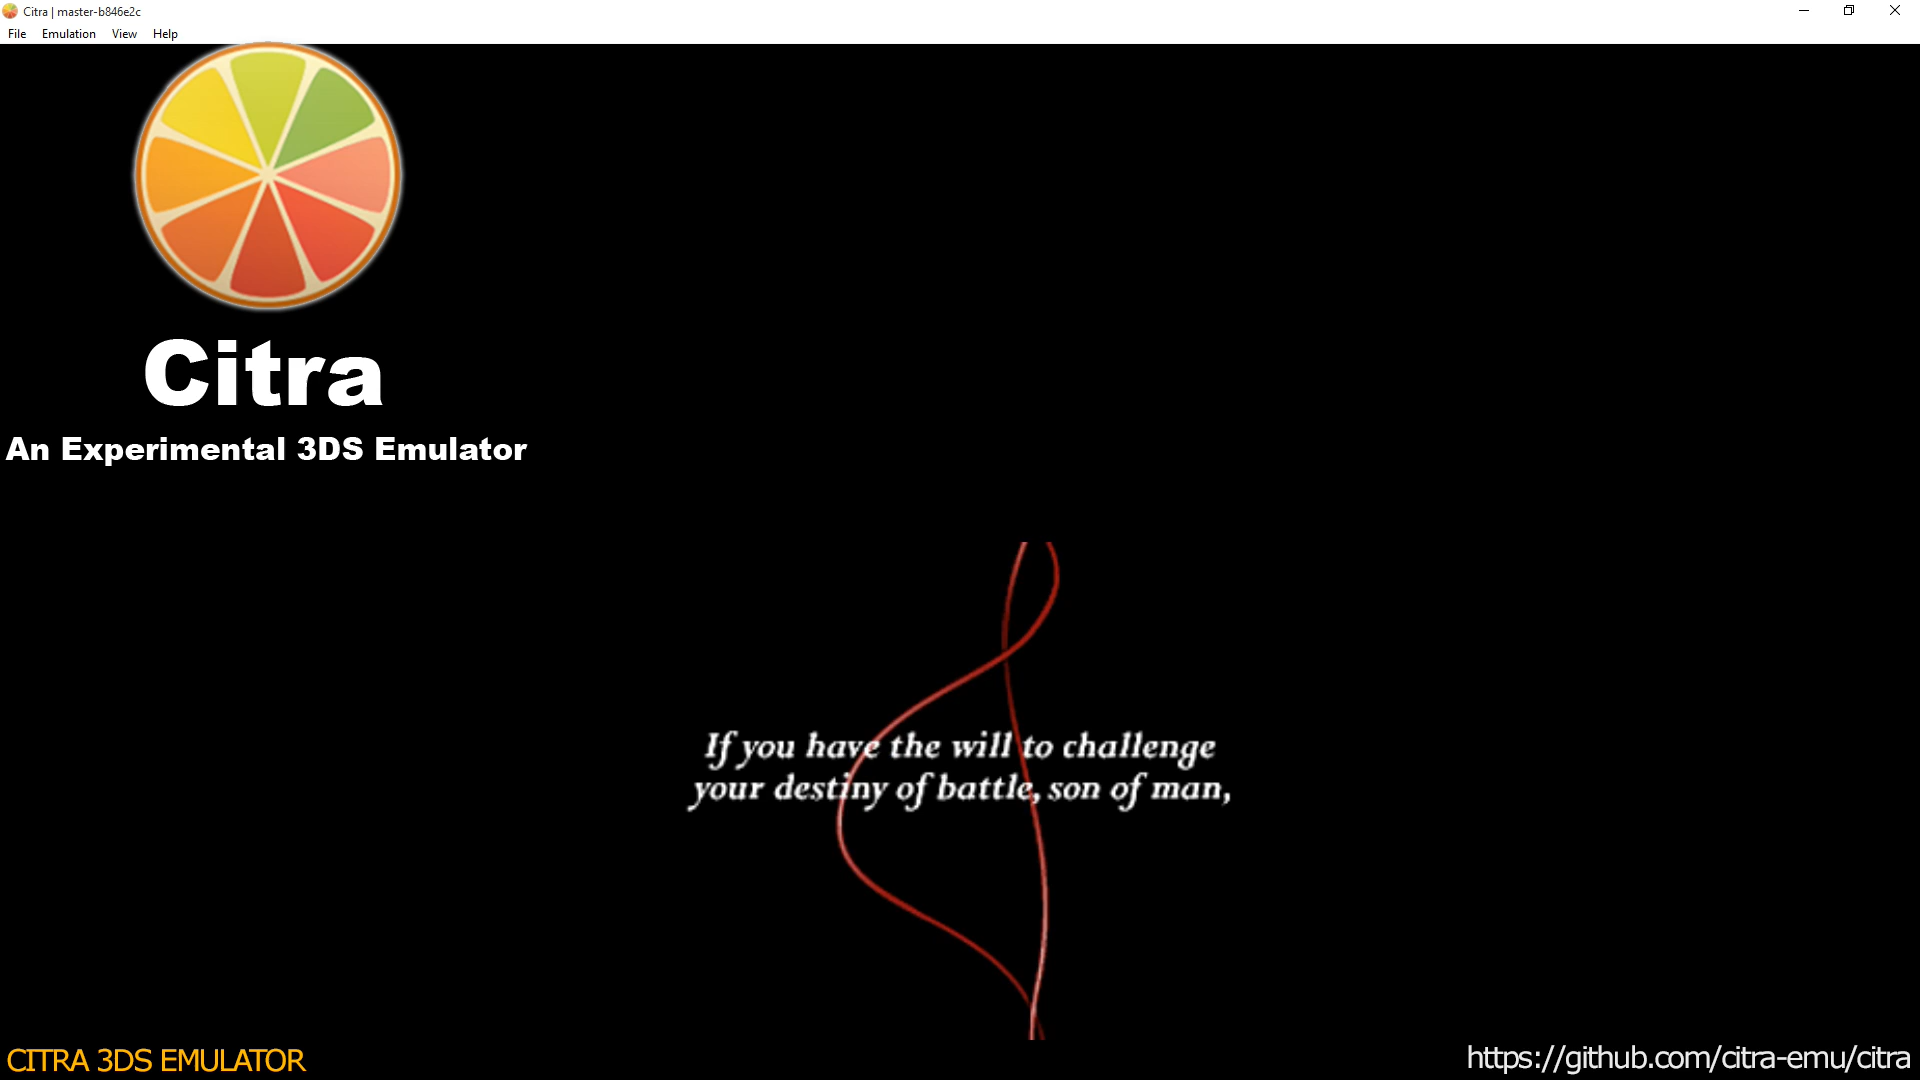 Citra | master-b846e2c
File Emulation View Help
Citra
An Experimental 3DS Emulator
If you have the will to challenge
your destiny of battle, son of man,
CITRA 3DS EMULATOR
https://github.com/citra-emu/citra